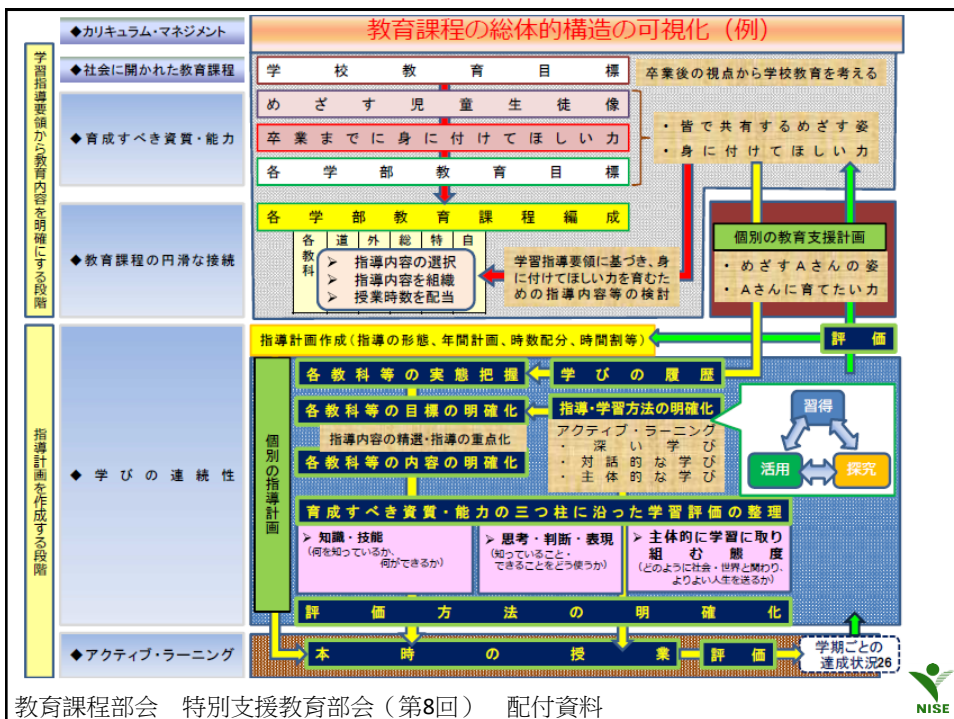 ◆カリキュラム・マネジメント
教育課程の総体的構造の可視化（例）
学習指導要領から教育内容を明確にする段階
◆社会に開かれた教育課程
学校教育目標
卒業後の視点から学校教育を考える
めざす児童生徒像
◆育成すべき資質・能力
卒業までに身に付けてほしい力
・皆で共有するめざす姿
・身に付けてほしい力
各学部教育目標
各学部教育課程編成
◆教育課程の円滑な接続
各教科
道
外
総
特
自
➢ 指導内容の選択
➢ 指導内容を組織
➢ 授業時数を配当
学習指導要領に基づき、身
に付けてほしい力を育むた
めの指導内容等の検討
個別の教育支援計画
・めざすAさんの姿
・Aさんに育てたい力
指導計画作成（指導の形態、年間計画、時数配分、時間割等）
評価
指導計画を作成する段階
◆学びの連続性
個別の指導計画
各教科等の実態把握
学びの履歴
各教科等の目標の明確化
指導・学習方法の明確化
指導内容の精選・指導の重点化
アクティブ・ラーニング
・深い学び
・対話的な学び
・主体的な学び
各教科等の内容の明確化
習得
活用
探究
育成すべき資質・能力の三つ柱に沿った学習評価の整理
➢ 知識・技能
（何を知っているか、
何ができるか）
➢ 思考・判断・表現
（知っていること・
できることをどう使うか）
➢ 主体的に学習に取り
組む態度
（どのように社会・世界と関わり、
よりよい人生を送るか）
評価方法の明確化
◆アクティブ・ラーニング
本時の授業
評価
学期ごとの
達成状況26
教育課程部会　特別支援教育部会（第8回）　配付資料
NISE